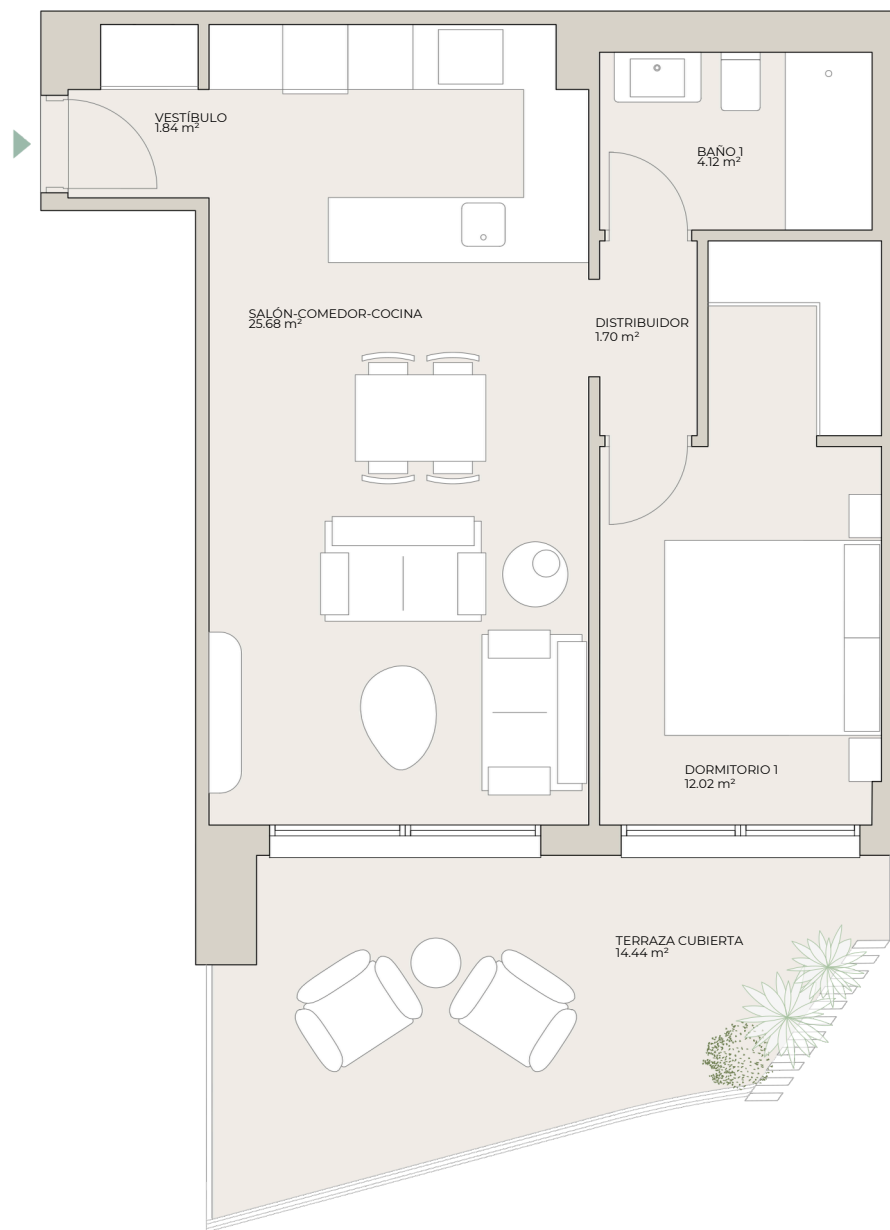 VESTÍBULO
1.84 m²
BAÑO 1
4.12 m²
SALÓN-COMEDOR-COCINA
25.68 m²
DISTRIBUIDOR
1.70 m²
DORMITORIO 1
12.02 m²
TERRAZA CUBIERTA
14.44 m²